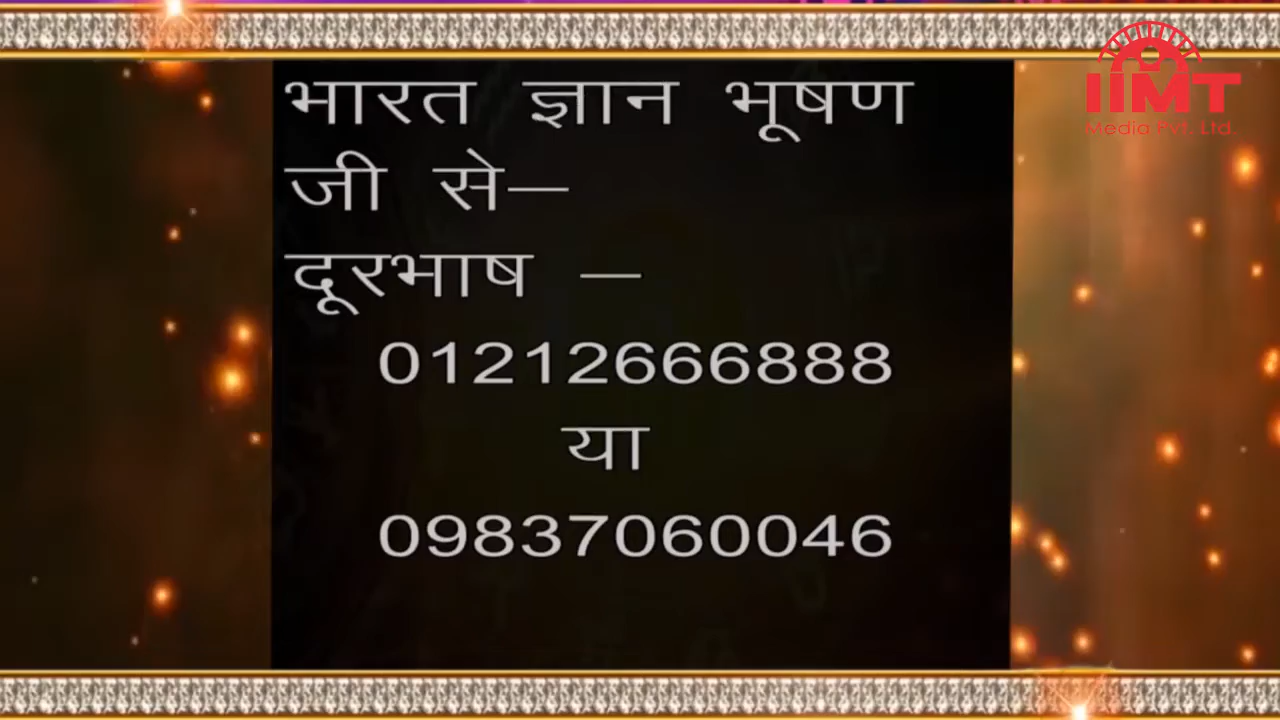 भारत ज्ञान भूषण
जी से—
दूरभाष —
01212666888
या
09837060046
IIMT
Media Pvt. Ltd.